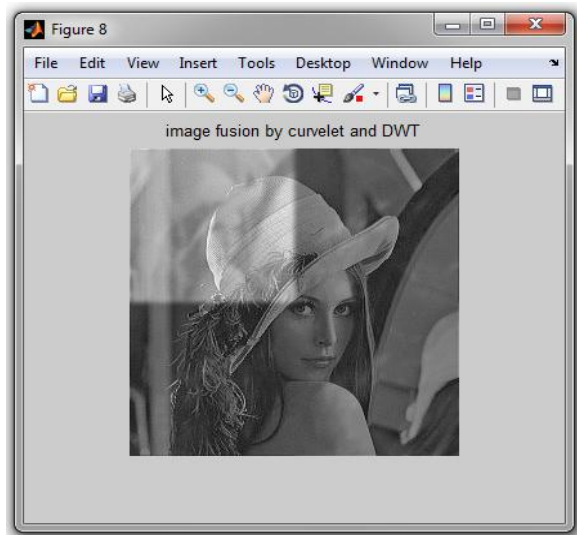 Figure 8
File Edit View Insert Tools Desktop Window Help
image fusion by curvelet and DWT